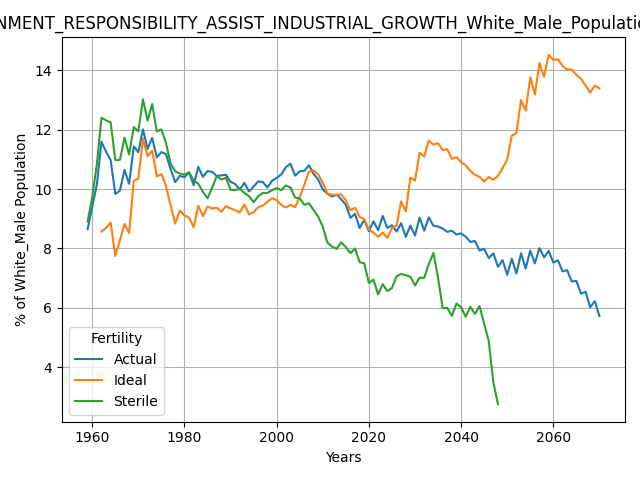 NMENT_RESPONSIBILITY_ASSIST_INDUSTRIAL_GROWTH_White_Male_Populatio
% of White_Male Population
14
12
10
8
6
4
Fertility
Actual
Ideal
Sterile
1960 1980 2000 2020 2040 2060
Years